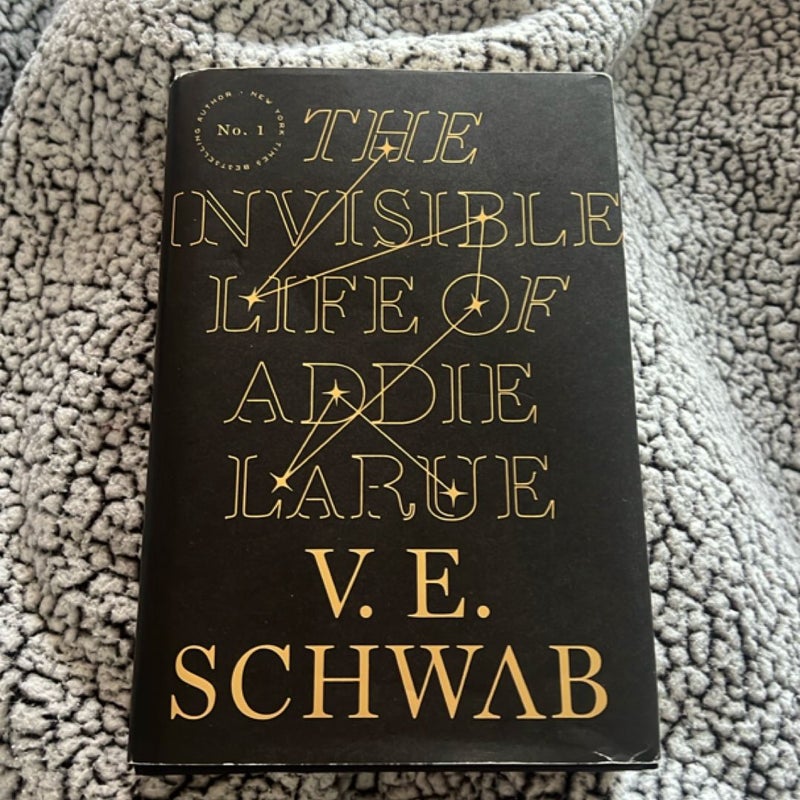 No. 1
NEW YORK TIMES BESTSELLING AUTHOR ·
THE
INVISIBLE
LIFE OF
ADDIE
LARUE
V. E.
SCHWAB